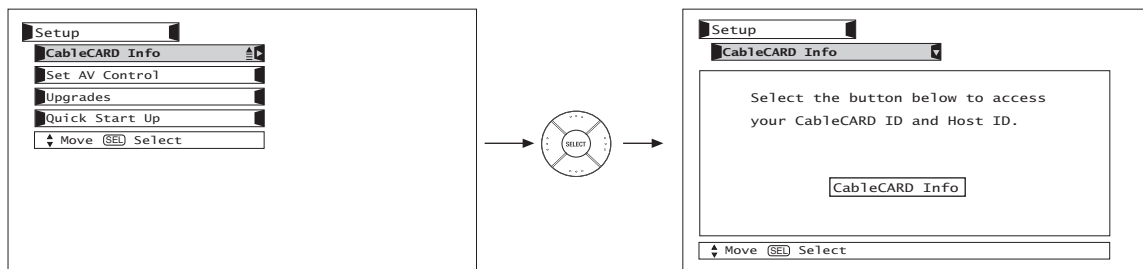 Setup
CableCARD Info
Set AV Control
Upgrades
Quick Start Up
Move SEL Select
SELECT
Setup
CableCARD Info
Select the button below to access
your CableCARD ID and Host ID.
CableCARD Info
Move SEL Select